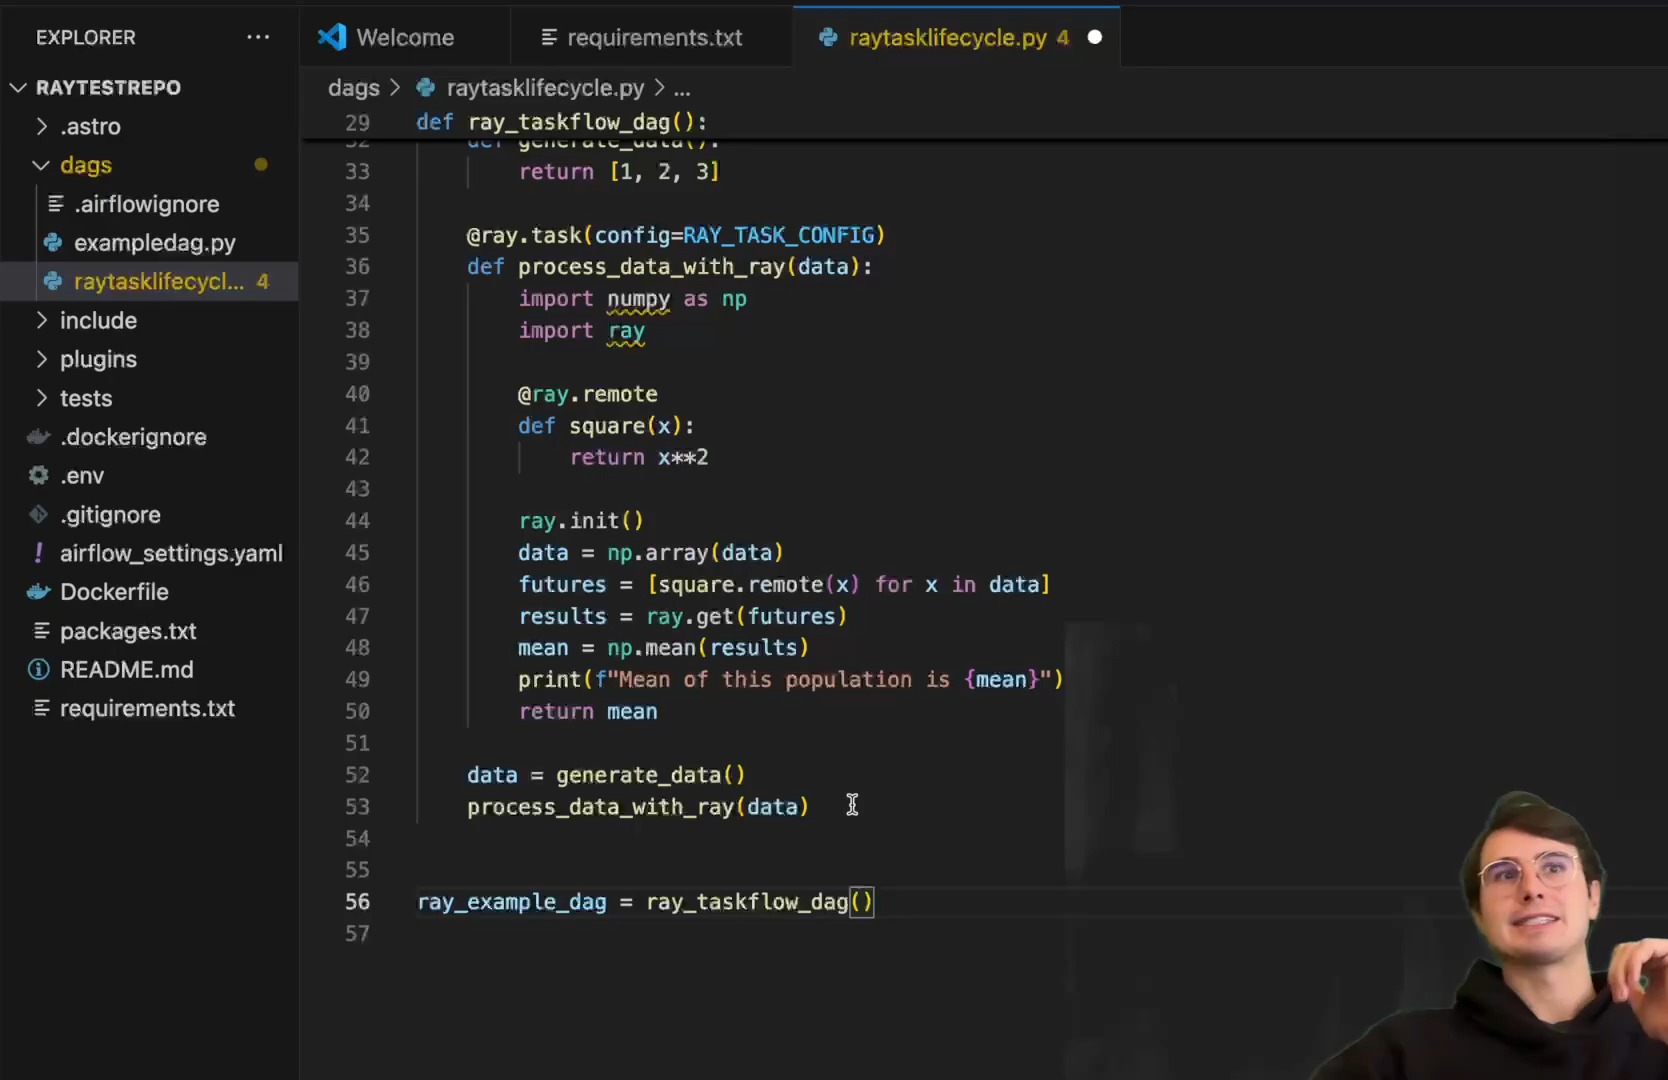 EXPLORER ...
RAYTESTREPO
.astro
dags
.airflowignore
exampledag.py
raytasklifecycl... 4
include
plugins
tests
.dockerignore
.env
.gitignore
airflow_settings.yaml
Dockerfile
packages.txt
README.md
requirements.txt
Welcome requirements.txt raytasklifecycle.py 4
dags > raytasklifecycle.py > ...
29 def ray_taskflow_dag():
32 def generate_data():
33 return [1, 2, 3]
34
35 @ray.task(config=RAY_TASK_CONFIG)
36 def process_data_with_ray(data):
37 import numpy as np
38 import ray
39
40 @ray.remote
41 def square(x):
42 return x**2
43
44 ray.init()
45 data = np.array(data)
46 futures = [square.remote(x) for x in data]
47 results = ray.get(futures)
48 mean = np.mean(results)
49 print(f"Mean of this population is {mean}")
50 return mean
51
52 data = generate_data()
53 process_data_with_ray(data)
54
55
56 ray_example_dag = ray_taskflow_dag()
57